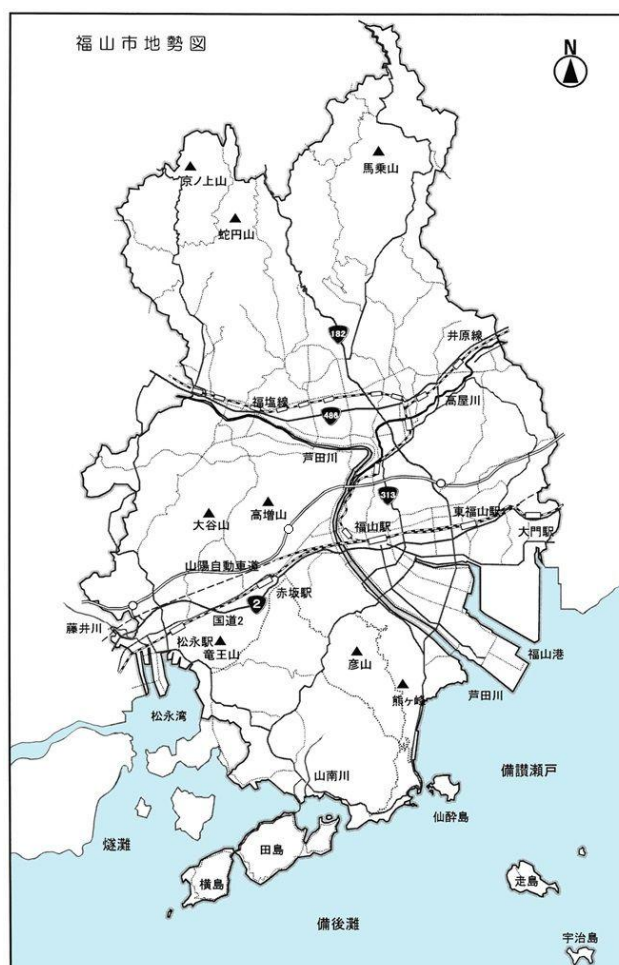 福山市地勢図
N
馬乗山
京ノ上山
蛇円山
182
井原線
福塩線
486
高屋川
芦田川
313
高増山
大谷山
福山駅
東福山駅
大門駅
山陽自動車道
赤坂駅
2
国道2
藤井川
松永駅
竜王山
彦山
福山港
熊ヶ峰
芦田川
松永湾
山南川
備讃瀬戸
仙酔島
燧灘
田島
横島
走島
備後灘
宇治島